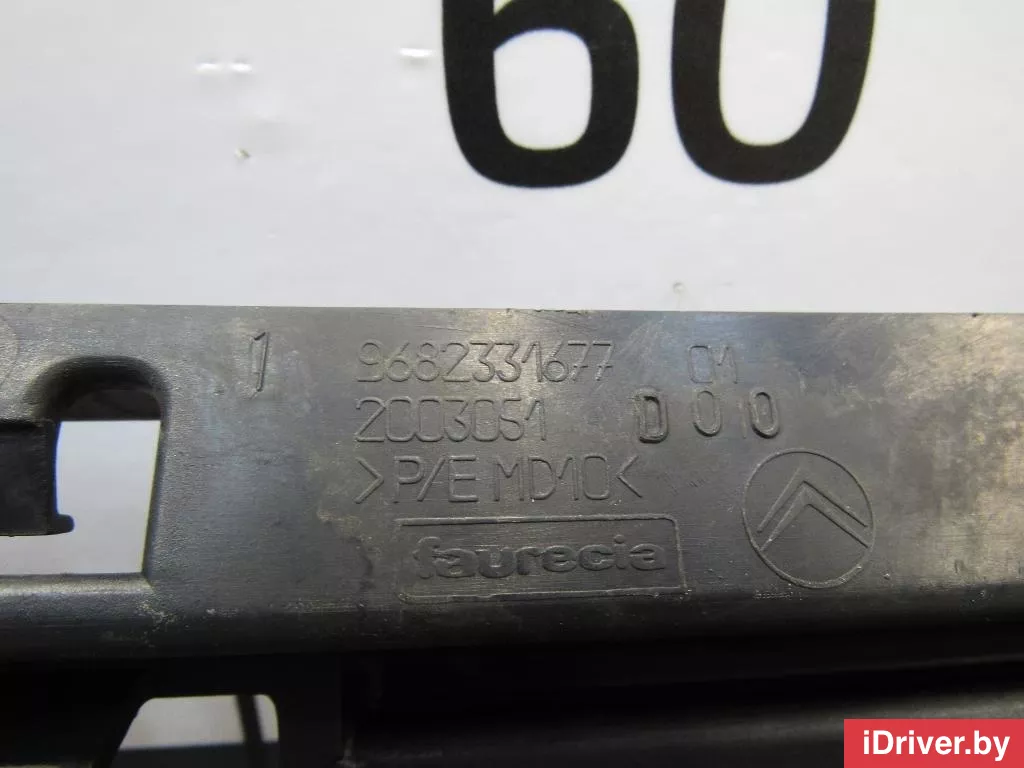 60
1 9682331677 01
2003051 D 0 0
>P/E MD10<
faurecia
iDriver.by